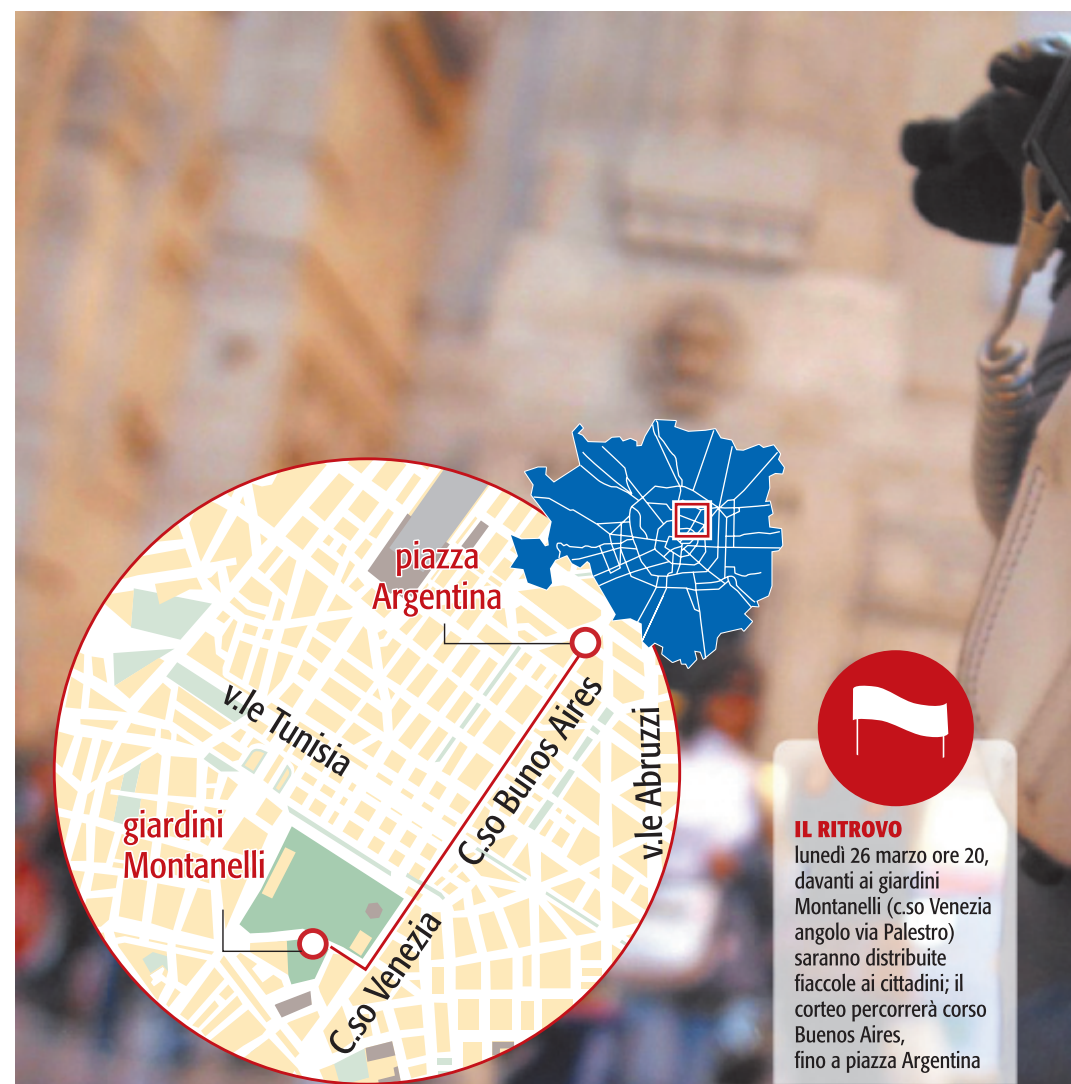 piazza
Argentina
v.le Tunisia
C.so Bunos Aires
v.le Abruzzi
giardini
Montanelli
C.so Venezia
IL RITROVO
lunedì 26 marzo ore 20,
davanti ai giardini
Montanelli (c.so Venezia
angolo via Palestro)
saranno distribuite
fiaccole ai cittadini; il
corteo percorrerà corso
Buenos Aires,
fino a piazza Argentina